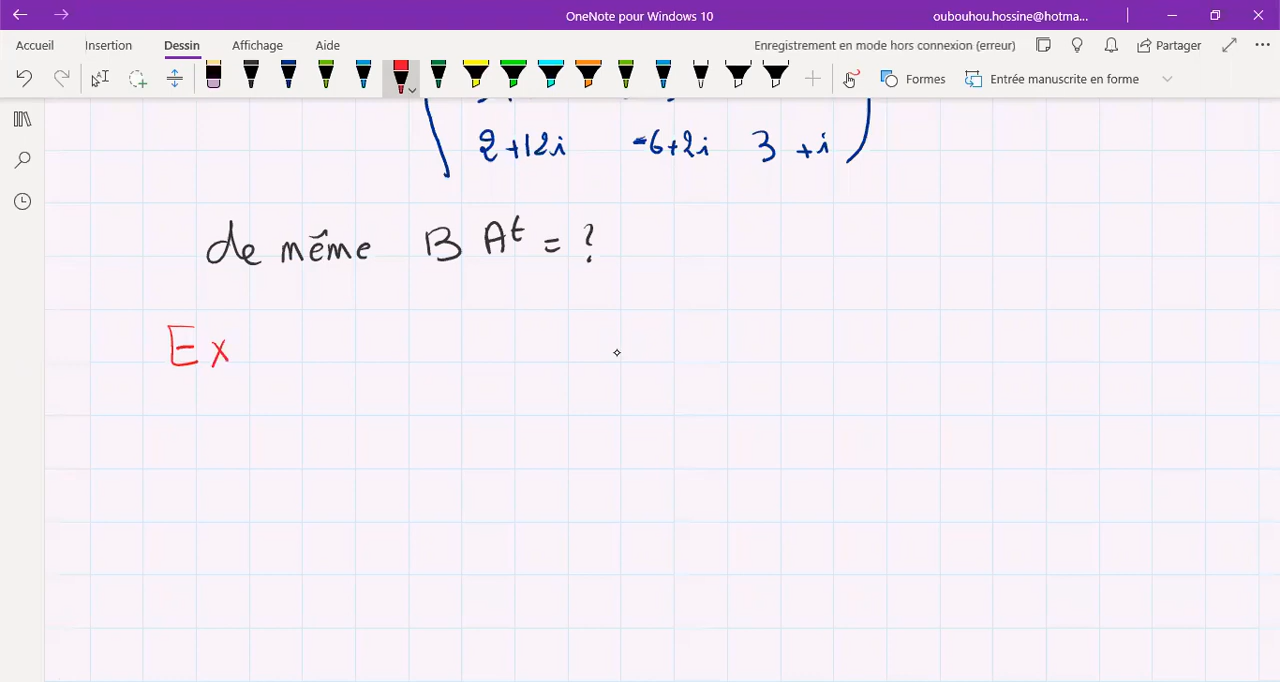 OneNote pour Windows 10
oubouhou.hossine@hotma...
Accueil Insertion Dessin Affichage Aide
Enregistrement en mode hors connexion (erreur)
Partager
Formes
Entrée manuscrite en forme
2+12i -6+2i 3+i
de même B Aᵗ = ?
Ex